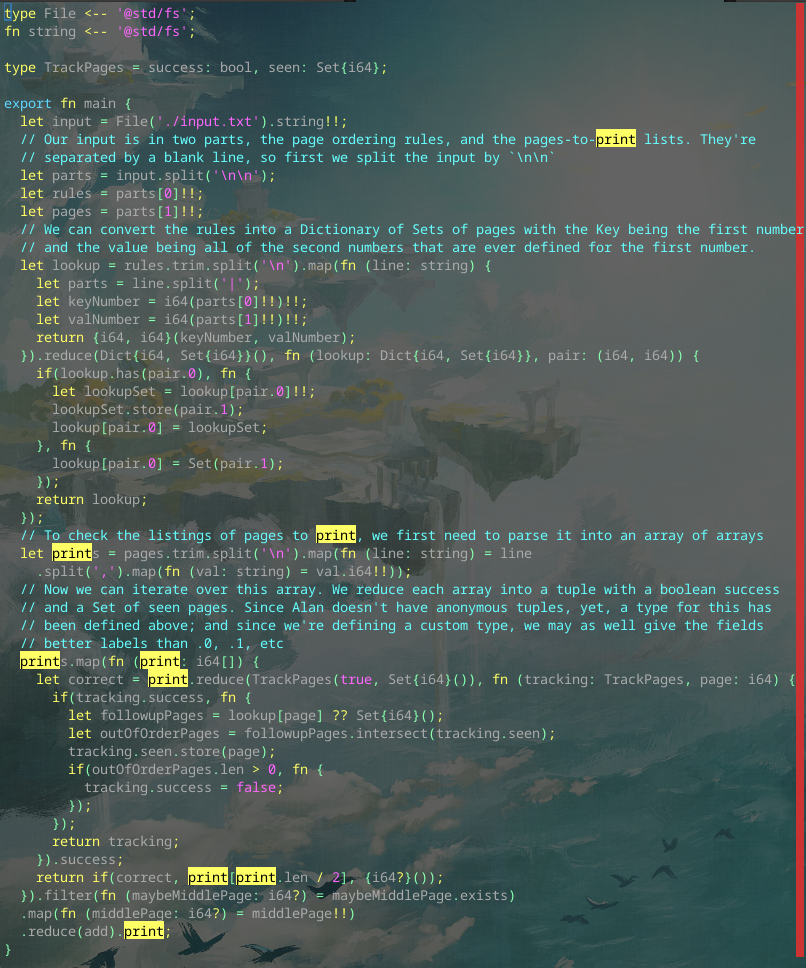 type File <-- '@std/fs';
fn string <-- '@std/fs';

type TrackPages = success: bool, seen: Set{i64};

export fn main {
  let input = File('./input.txt').string!!;
  // Our input is in two parts, the page ordering rules, and the pages-to-print lists. They're
  // separated by a blank line, so first we split the input by `\n\n`
  let parts = input.split('\n\n');
  let rules = parts[0]!!;
  let pages = parts[1]!!;
  // We can convert the rules into a Dictionary of Sets of pages with the Key being the first number
  // and the value being all of the second numbers that are ever defined for the first number.
  let lookup = rules.trim.split('\n').map(fn (line: string) {
    let parts = line.split('|');
    let keyNumber = i64(parts[0]!!)!!;
    let valNumber = i64(parts[1]!!)!!;
    return {i64, i64}(keyNumber, valNumber);
  }).reduce(Dict{i64, Set{i64}}(), fn (lookup: Dict{i64, Set{i64}}, pair: (i64, i64)) {
    if(lookup.has(pair.0), fn {
      let lookupSet = lookup[pair.0]!!;
      lookupSet.store(pair.1);
      lookup[pair.0] = lookupSet;
    }, fn {
      lookup[pair.0] = Set(pair.1);
    });
    return lookup;
  });
  // To check the listings of pages to print, we first need to parse it into an array of arrays
  let prints = pages.trim.split('\n').map(fn (line: string) = line
    .split(',').map(fn (val: string) = val.i64!!));
  // Now we can iterate over this array. We reduce each array into a tuple with a boolean success
  // and a Set of seen pages. Since Alan doesn't have anonymous tuples, yet, a type for this has
  // been defined above; and since we're defining a custom type, we may as well give the fields
  // better labels than .0, .1, etc
  prints.map(fn (print: i64[]) {
    let correct = print.reduce(TrackPages(true, Set{i64}()), fn (tracking: TrackPages, page: i64) {
      if(tracking.success, fn {
        let followupPages = lookup[page] ?? Set{i64}();
        let outOfOrderPages = followupPages.intersect(tracking.seen);
        tracking.seen.store(page);
        if(outOfOrderPages.len > 0, fn {
          tracking.success = false;
        });
      });
      return tracking;
    }).success;
    return if(correct, print[print.len / 2], {i64?}());
  }).filter(fn (maybeMiddlePage: i64?) = maybeMiddlePage.exists)
  .map(fn (middlePage: i64?) = middlePage!!)
  .reduce(add).print;
}